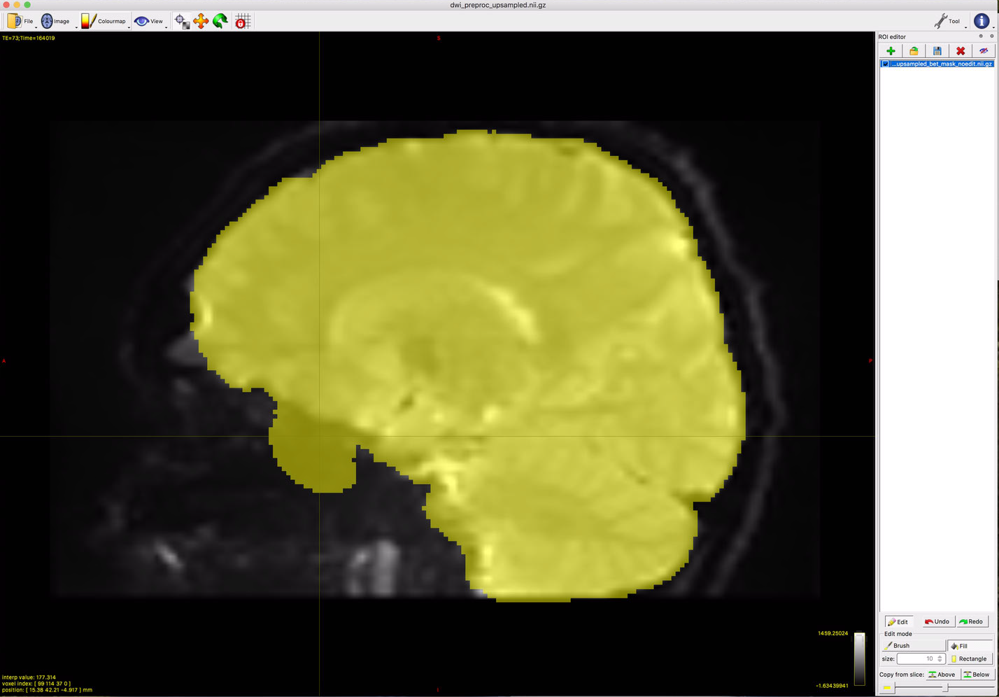 dwi_preproc_upsampled.nii.gz
File Image Colourmap View Tool
TE=73;Time=164019
S
ROI editor
...upsampled_bet_mask_noedit.nii.gz
A
P
Edit Undo Redo
Edit mode
Brush Fill
size: 10 Rectangle
Copy from slice: Above Below
1459.25024
-1.63439941
interp value: 177.314
voxel index: [ 99 114 37 0 ]
position: [ 15.38 42.21 -4.917 ] mm
I